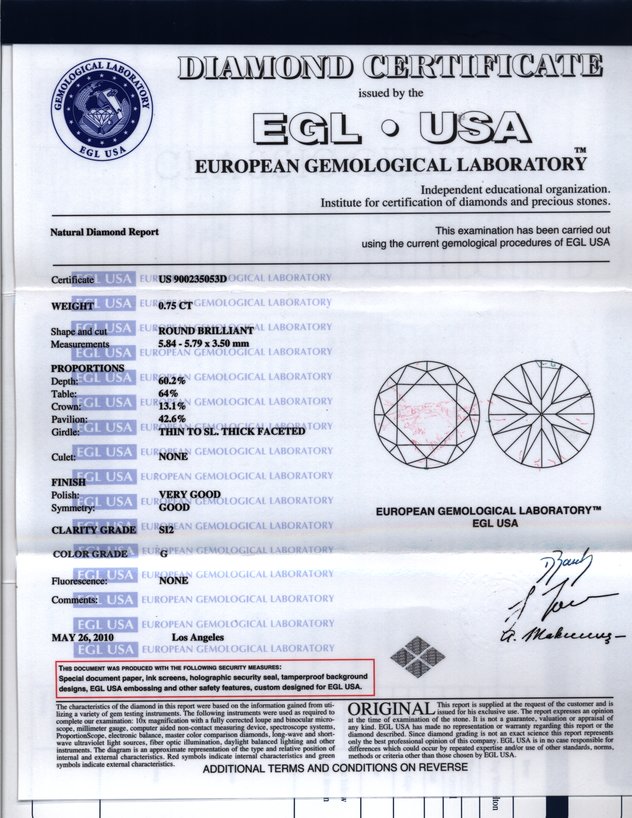 GEMOLOGICAL LABORATORY
EGL USA
DIAMOND CERTIFICATE
issued by the
EGL • USA
EUROPEAN GEMOLOGICAL LABORATORY™
Independent educational organization.
Institute for certification of diamonds and precious stones.
Natural Diamond Report
This examination has been carried out
using the current gemological procedures of EGL USA
Certificate US 900235053D
WEIGHT 0.75 CT
Shape and cut ROUND BRILLIANT
Measurements 5.84 - 5.79 x 3.50 mm
PROPORTIONS
Depth: 60.2%
Table: 64%
Crown: 13.1%
Pavilion: 42.6%
Girdle: THIN TO SL. THICK FACETED
Culet: NONE
FINISH
Polish: VERY GOOD
Symmetry: GOOD
CLARITY GRADE SI2
COLOR GRADE G
Fluorescence: NONE
Comments:
MAY 26, 2010 Los Angeles
EUROPEAN GEMOLOGICAL LABORATORY™
EGL USA
THIS DOCUMENT WAS PRODUCED WITH THE FOLLOWING SECURITY MEASURES:
Special document paper, ink screens, holographic security seal, tamperproof background
designs, EGL USA embossing and other safety features, custom designed for EGL USA.
The characteristics of the diamond in this report were based on the information gained from uti-
lizing a variety of gem testing instruments. The following instruments were used as required to
complete our examination: 10x magnification with a fully corrected loupe and binocular micro-
scope, millimeter gauge, computer aided non-contact measuring device, spectroscope systems,
ProportionScope, electronic balance, master color comparison diamonds, long-wave and short-
wave ultraviolet light sources, fiber optic illumination, daylight balanced lighting and other
instruments. The diagram is an approximate representation of the type and relative position of
internal and external characteristics. Red symbols indicate internal characteristics and green
symbols indicate external characteristics.
ORIGINAL This report is supplied at the request of the customer and is
issued for his exclusive use. The report expresses an opinion
at the time of examination of the stone. It is not a guarantee, valuation or appraisal of
any kind. EGL USA has made no representation or warranty regarding this report or the
diamond described. Since diamond grading is not an exact science this report represents
only the best professional opinion of this company. EGL USA is in no case responsible for
differences which could occur by repeated expertise and/or use of other standards, norms,
methods or criteria other than those chosen by EGL USA.
ADDITIONAL TERMS AND CONDITIONS ON REVERSE